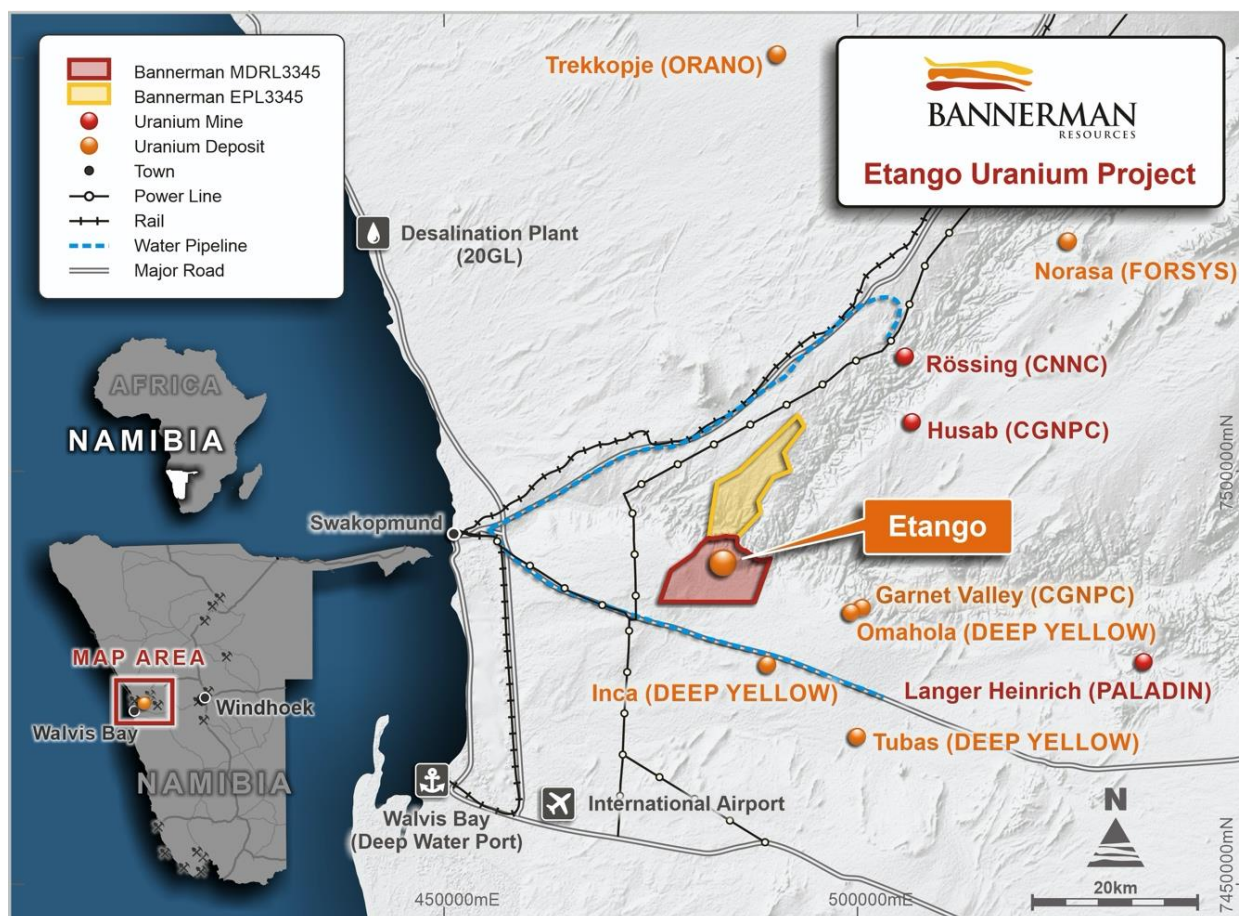 Bannerman MDRL3345
Bannerman EPL3345
Uranium Mine
Uranium Deposit
Town
Power Line
Rail
Water Pipeline
Major Road
BANNERMAN
RESOURCES
Etango Uranium Project
Trekkopje (ORANO)
Desalination Plant
(20GL)
Norasa (FORSYS)
Rössing (CNNC)
Husab (CGNPC)
7500000mN
AFRICA
NAMIBIA
Swakopmund
Etango
Garnet Valley (CGNPC)
Omahola (DEEP YELLOW)
Inca (DEEP YELLOW)
Langer Heinrich (PALADIN)
Tubas (DEEP YELLOW)
MAP AREA
Windhoek
Walvis Bay
NAMIBIA
Walvis Bay
(Deep Water Port)
International Airport
N
20km
450000mE
500000mE
7450000mN